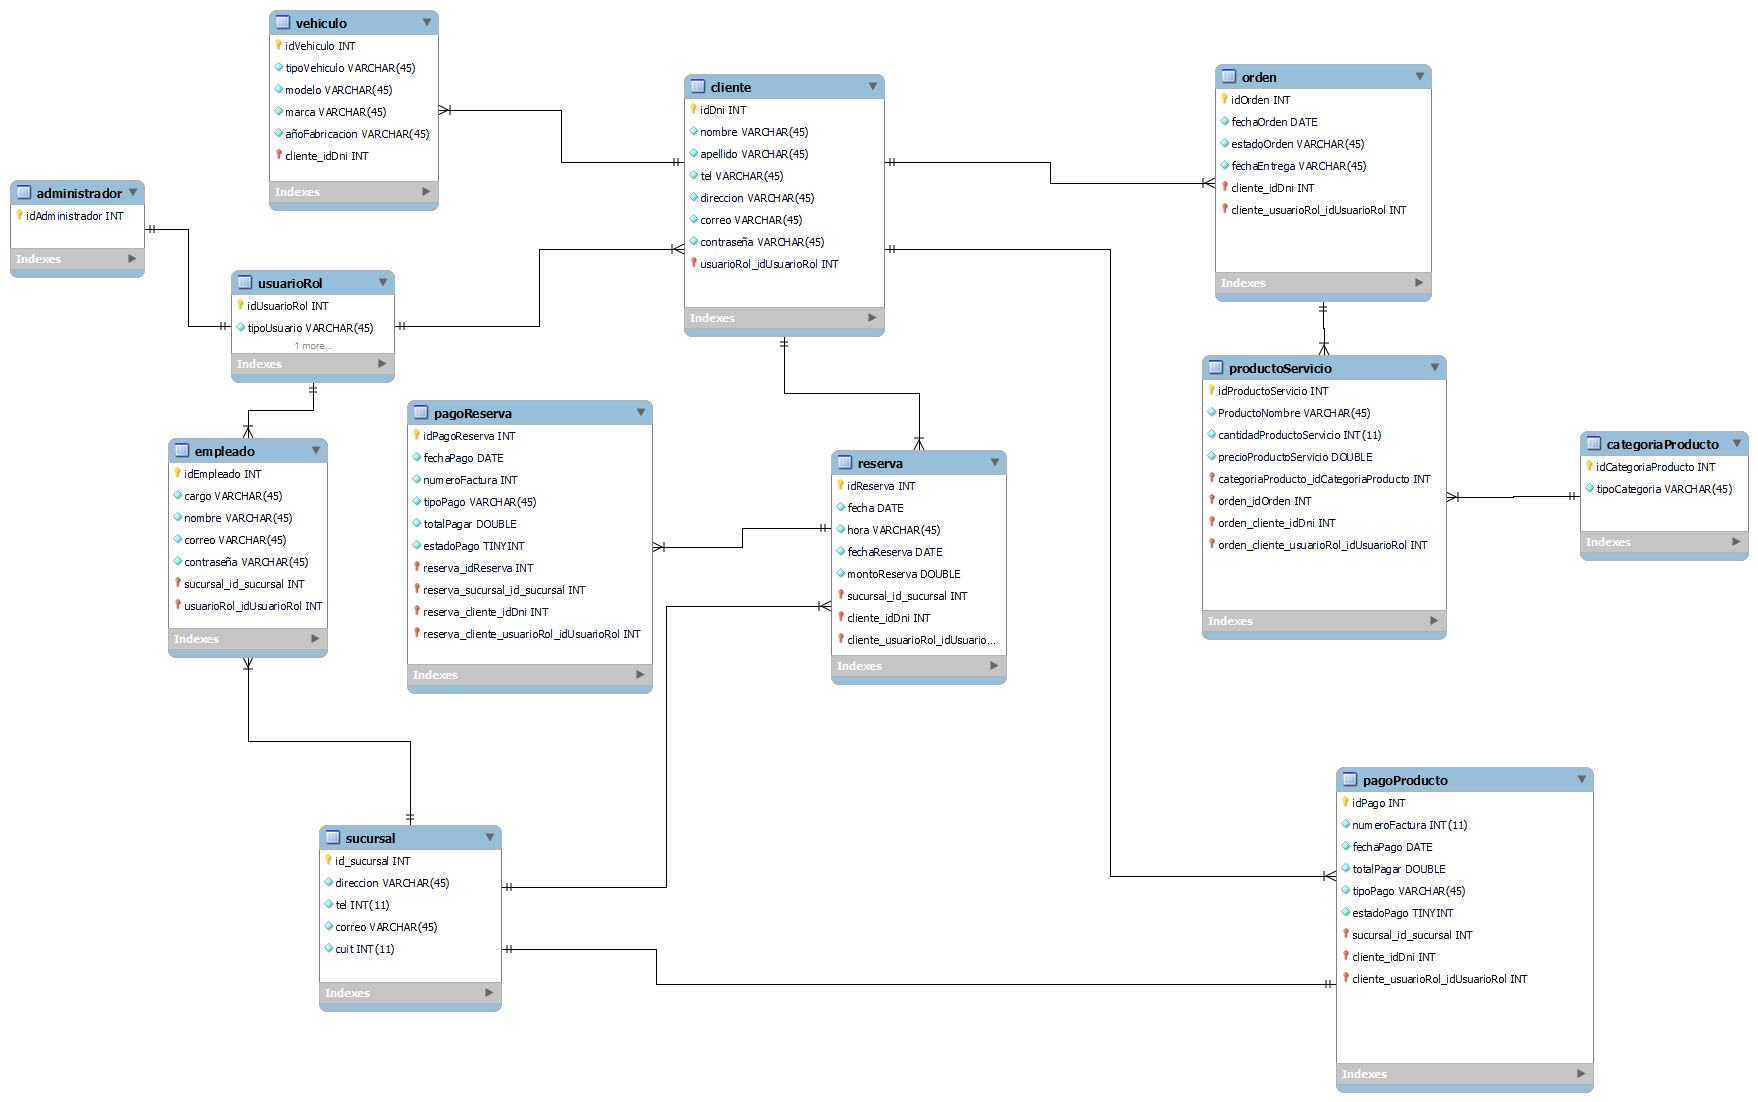 vehiculo
idVehiculo INT
tipoVehiculo VARCHAR(45)
modelo VARCHAR(45)
marca VARCHAR(45)
añoFabricacion VARCHAR(45)
cliente_idDni INT
Indexes
cliente
idDni INT
nombre VARCHAR(45)
apellido VARCHAR(45)
tel VARCHAR(45)
direccion VARCHAR(45)
correo VARCHAR(45)
contraseña VARCHAR(45)
usuarioRol_idUsuarioRol INT
Indexes
orden
idOrden INT
fechaOrden DATE
estadoOrden VARCHAR(45)
fechaEntrega VARCHAR(45)
cliente_idDni INT
cliente_usuarioRol_idUsuarioRol INT
Indexes
administrador
idAdministrador INT
Indexes
usuarioRol
idUsuarioRol INT
tipoUsuario VARCHAR(45)
1 more...
Indexes
productoServicio
idProductoServicio INT
ProductoNombre VARCHAR(45)
cantidadProductoServicio INT(11)
precioProductoServicio DOUBLE
categoriaProducto_idCategoriaProducto INT
orden_idOrden INT
orden_cliente_idDni INT
orden_cliente_usuarioRol_idUsuarioRol INT
Indexes
categoriaProducto
idCategoriaProducto INT
tipoCategoria VARCHAR(45)
Indexes
pagoReserva
idPagoReserva INT
fechaPago DATE
numeroFactura INT
tipoPago VARCHAR(45)
totalPagar DOUBLE
estadoPago TINYINT
reserva_idReserva INT
reserva_sucursal_id_sucursal INT
reserva_cliente_idDni INT
reserva_cliente_usuarioRol_idUsuarioRol INT
Indexes
empleado
idEmpleado INT
cargo VARCHAR(45)
nombre VARCHAR(45)
correo VARCHAR(45)
contraseña VARCHAR(45)
sucursal_id_sucursal INT
usuarioRol_idUsuarioRol INT
Indexes
reserva
idReserva INT
fecha DATE
hora VARCHAR(45)
fechaReserva DATE
montoReserva DOUBLE
sucursal_id_sucursal INT
cliente_idDni INT
cliente_usuarioRol_idUsuario...
Indexes
sucursal
id_sucursal INT
direccion VARCHAR(45)
tel INT(11)
correo VARCHAR(45)
cuit INT(11)
Indexes
pagoProducto
idPago INT
numeroFactura INT(11)
fechaPago DATE
totalPagar DOUBLE
tipoPago VARCHAR(45)
estadoPago TINYINT
sucursal_id_sucursal INT
cliente_idDni INT
cliente_usuarioRol_idUsuarioRol INT
Indexes